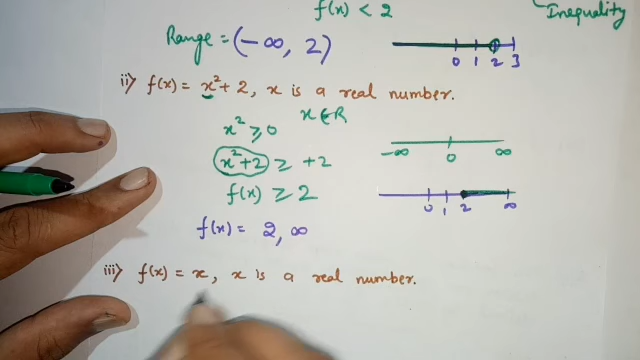 f(x) < 2
Inequality
Range = (-∞, 2)
0 1 2 3
ii) f(x) = x² + 2, x is a real number.
x² ≥ 0 x ∈ R
x² + 2 ≥ +2
-∞ 0 ∞
f(x) ≥ 2
0 1 2 ∞
f(x) = 2, ∞
iii) f(x) = x, x is a real number.